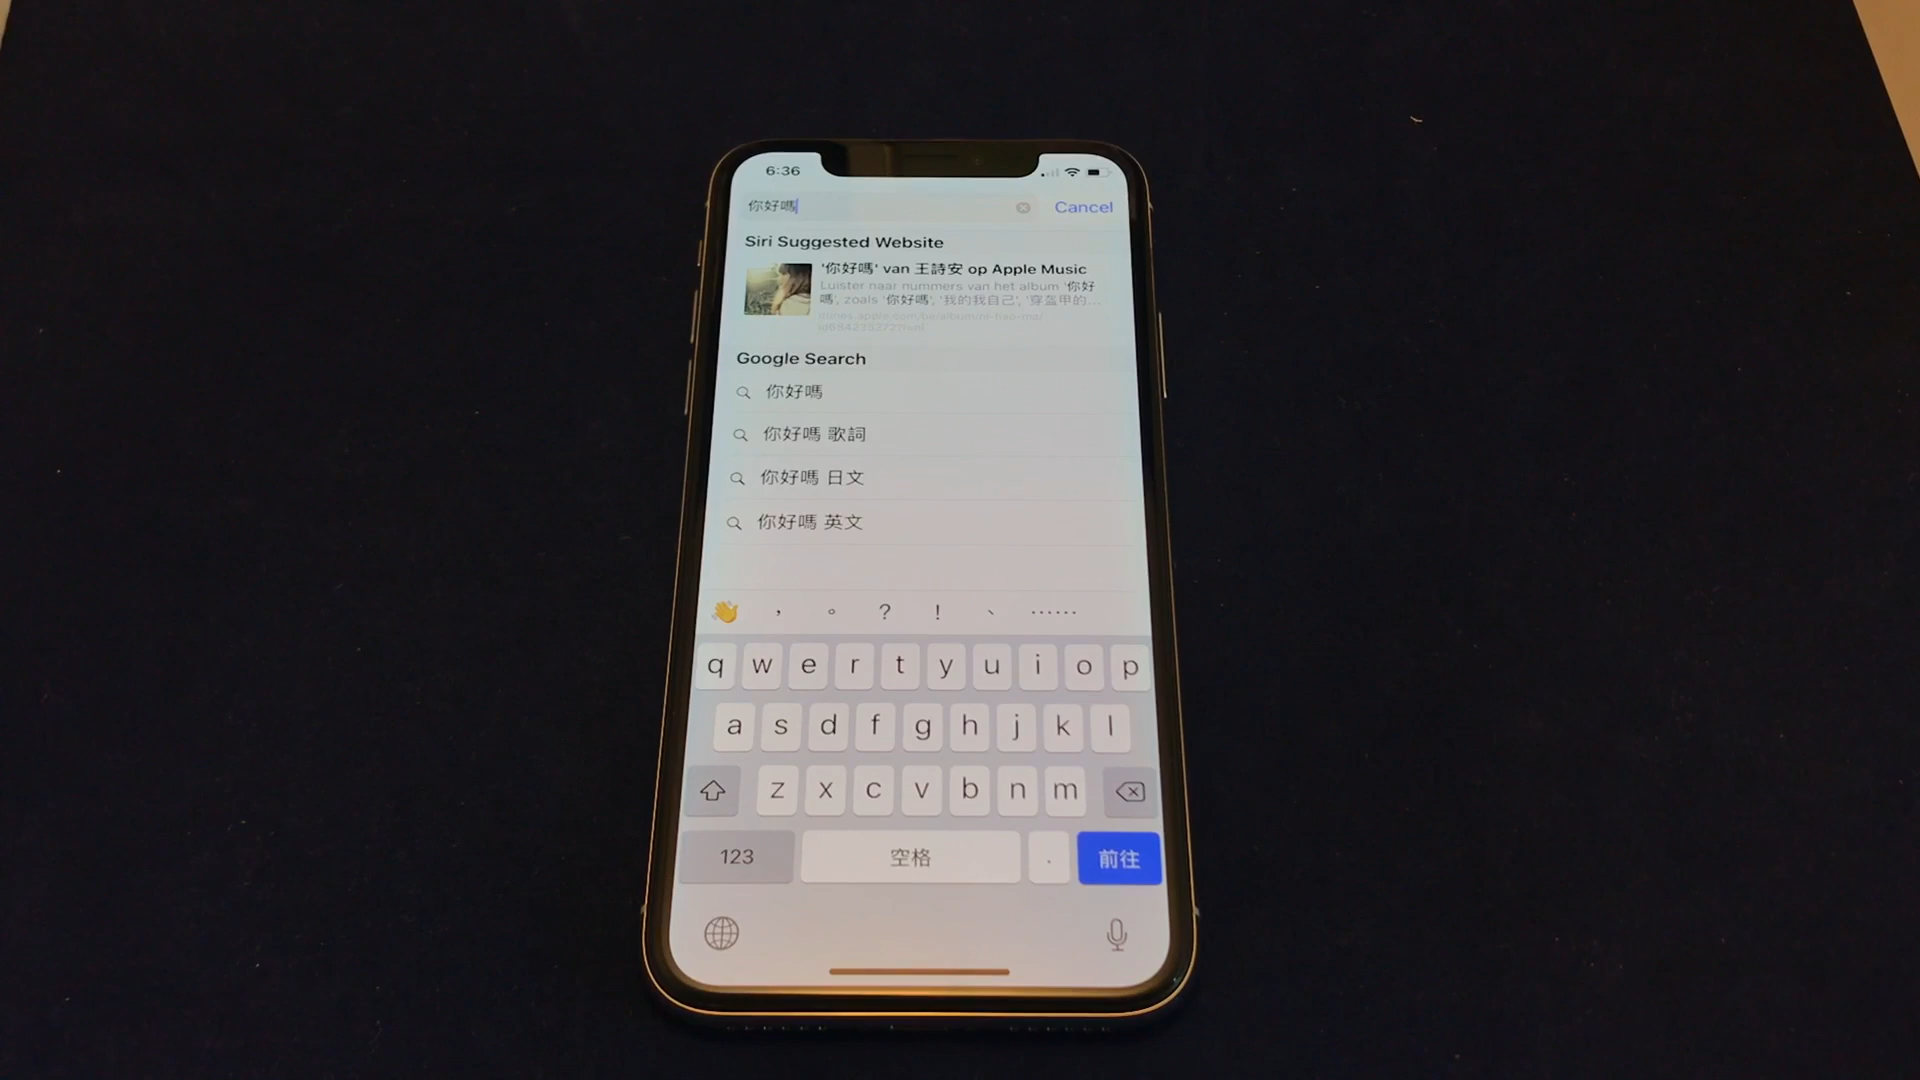 6:36
你好嗎 Cancel
Siri Suggested Website
'你好嗎' van 王詩安 op Apple Music
Luister naar nummers van het album '你好
嗎', zoals '你好嗎', '我的我自己', '穿盔甲的...
Google Search
你好嗎
你好嗎 歌詞
你好嗎 日文
你好嗎 英文
👋 ， 。 ? ! 、 ······
q w e r t y u i o p
a s d f g h j k l
z x c v b n m
123 空格 . 前往